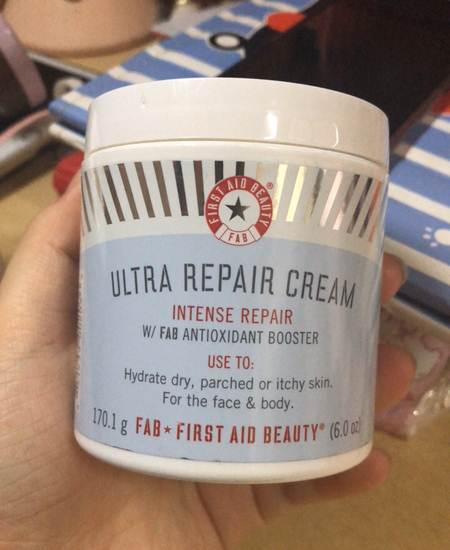 FIRST AID BEAUTY®
FAB
ULTRA REPAIR CREAM
INTENSE REPAIR
W/ FAB ANTIOXIDANT BOOSTER
USE TO:
Hydrate dry, parched or itchy skin.
For the face & body.
170.1 g FAB★FIRST AID BEAUTY® (6.0 oz)